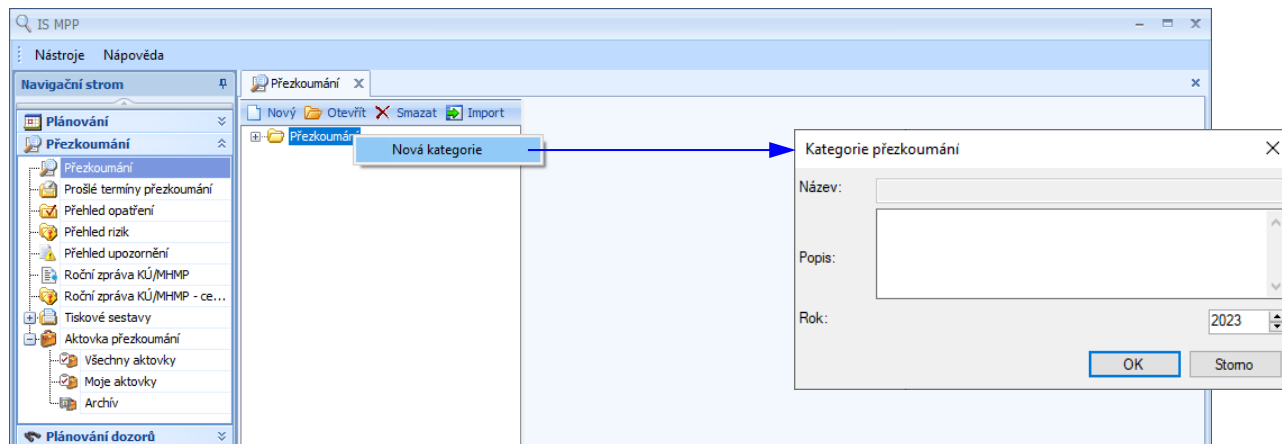 IS MPP
Nástroje Nápověda
Navigační strom
Plánování
Přezkoumání
Přezkoumání
Prošlé termíny přezkoumání
Přehled opatření
Přehled rizik
Přehled upozornění
Roční zpráva KÚ/MHMP
Roční zpráva KÚ/MHMP - ce...
Tiskové sestavy
Aktovka přezkoumání
Všechny aktovky
Moje aktovky
Archív
Plánování dozorů
Přezkoumání
Nový Otevřít Smazat Import
Přezkoumání
Nová kategorie
Kategorie přezkoumání
Název:
Popis:
Rok: 2023
OK Storno